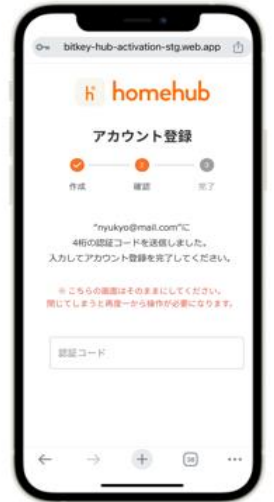 bitkey-hub-activation-stg.web.app
h homehub
アカウント登録
2 3
作成 確認 完了
"nyukyo@mail.com"に
4桁の認証コードを送信しました。
入力してアカウント登録を完了してください。
※ こちらの画面はそのままにしてください。
閉じてしまうと再度一から操作が必要になります。
認証コード
38